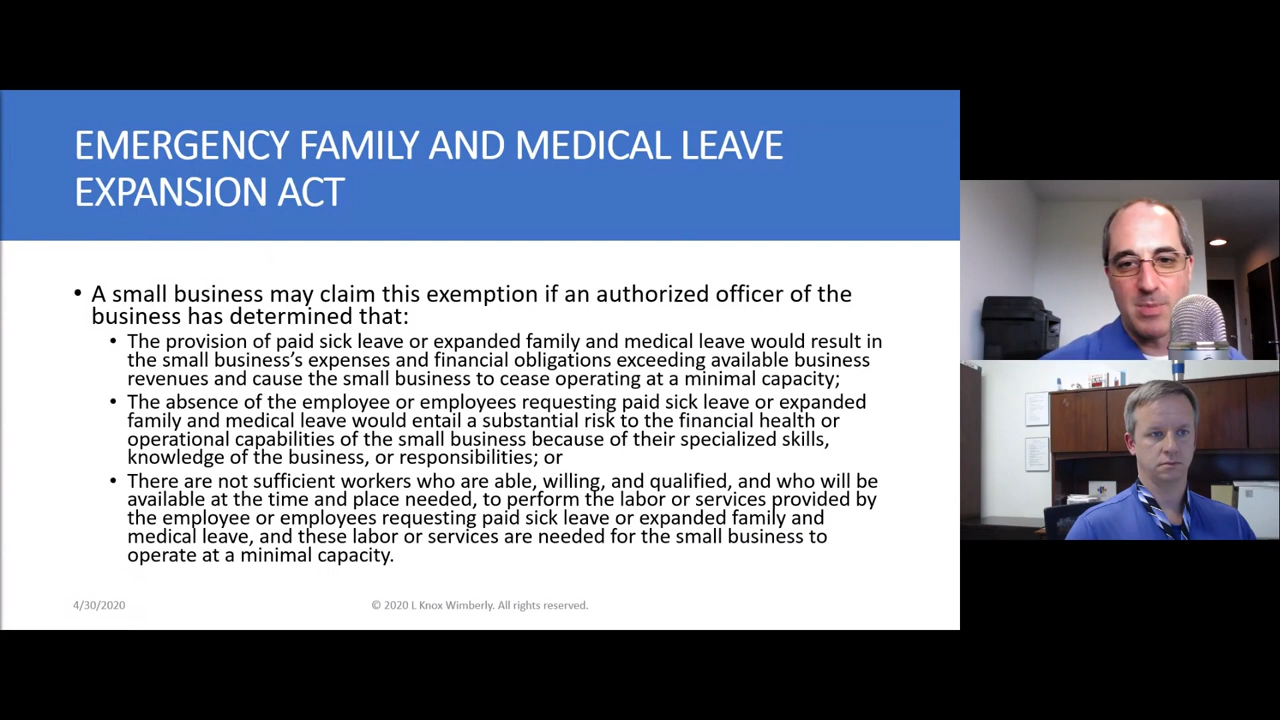 EMERGENCY FAMILY AND MEDICAL LEAVE
EXPANSION ACT
• A small business may claim this exemption if an authorized officer of the
business has determined that:
• The provision of paid sick leave or expanded family and medical leave would result in
the small business’s expenses and financial obligations exceeding available business
revenues and cause the small business to cease operating at a minimal capacity;
• The absence of the employee or employees requesting paid sick leave or expanded
family and medical leave would entail a substantial risk to the financial health or
operational capabilities of the small business because of their specialized skills,
knowledge of the business, or responsibilities; or
• There are not sufficient workers who are able, willing, and qualified, and who will be
available at the time and place needed, to perform the labor or services provided by
the employee or employees requesting paid sick leave or expanded family and
medical leave, and these labor or services are needed for the small business to
operate at a minimal capacity.
4/30/2020
© 2020 L Knox Wimberly. All rights reserved.